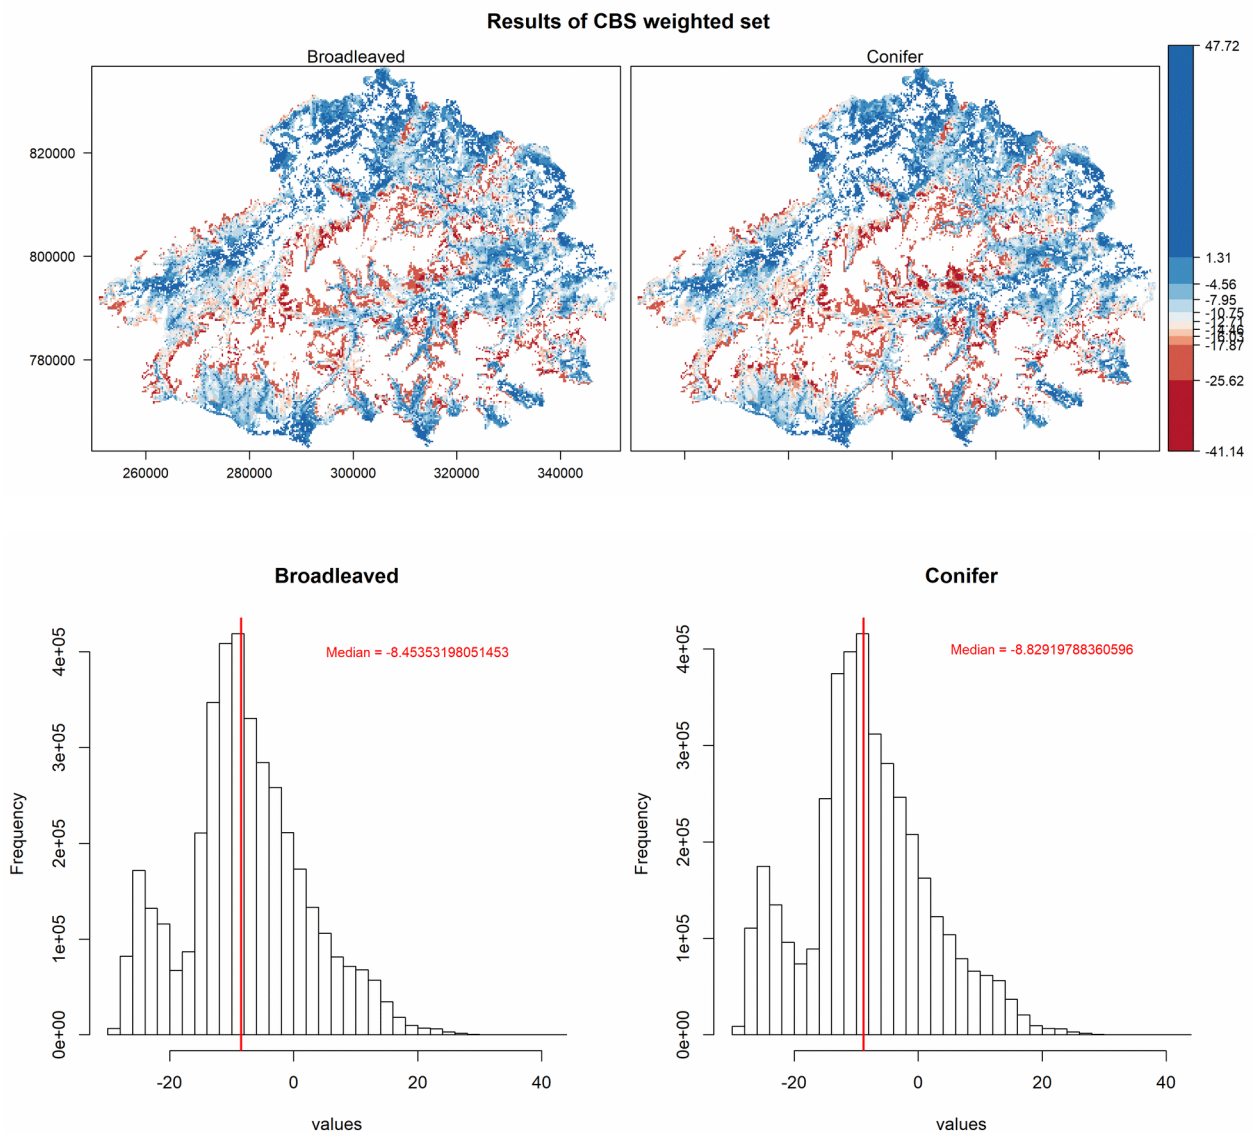 Results of CBS weighted set
Broadleaved
Conifer
47.72
820000
800000
1.31
-4.56
-7.95
-10.75
780000
-17.87
-25.62
-41.14
260000 280000 300000 320000 340000
Broadleaved
Conifer
Median = -8.45353198051453
Median = -8.82919788360596
Frequency
0e+00 1e+05 2e+05 3e+05 4e+05
-20 0 20 40
values
Frequency
0e+00 1e+05 2e+05 3e+05 4e+05
-20 0 20 40
values